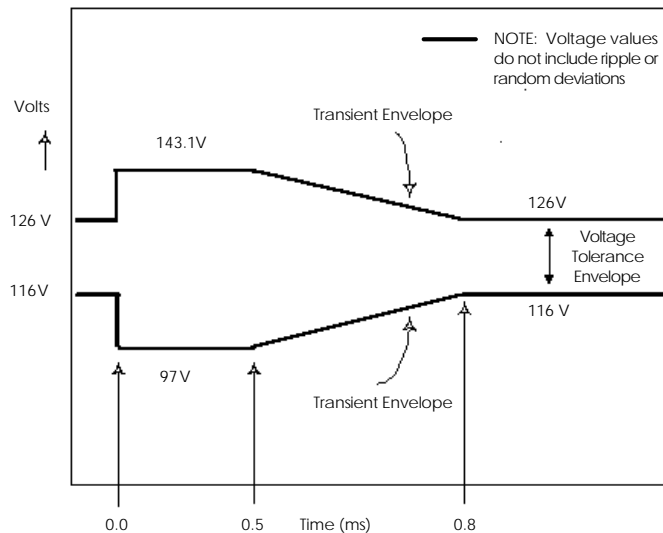 NOTE: Voltage values
do not include ripple or
random deviations
Volts
Transient Envelope
143.1V
126 V
126V
Voltage
Tolerance
Envelope
116V
116 V
97V
Transient Envelope
0.0
0.5
Time (ms)
0.8